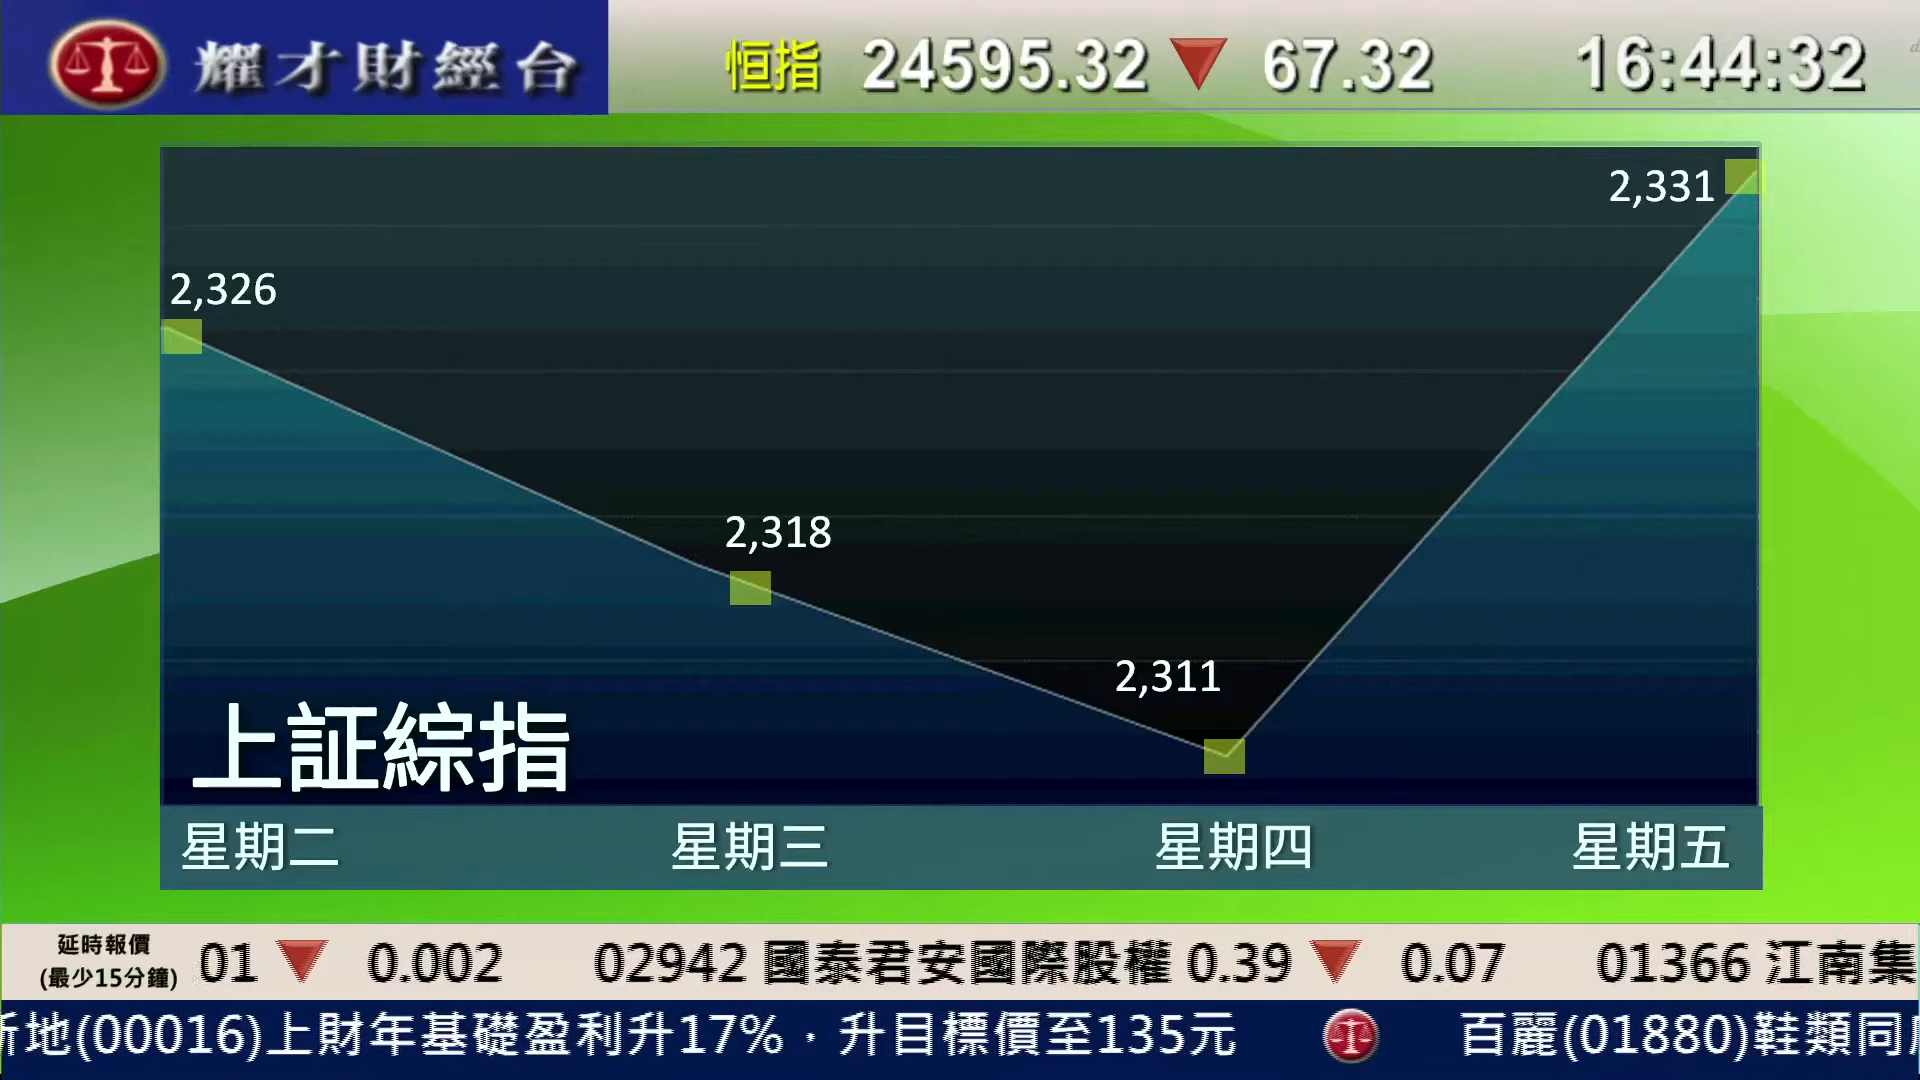 耀才財經台
恒指 24595.32 ▼ 67.32 16:44:32
2,331
2,326
2,318
2,311
上証綜指
星期二 星期三 星期四 星期五
延時報價
(最少15分鐘)
01 ▼ 0.002 02942 國泰君安國際股權 0.39 ▼ 0.07 01366 江南集
地(00016)上財年基礎盈利升17%，升目標價至135元 百麗(01880)鞋類同